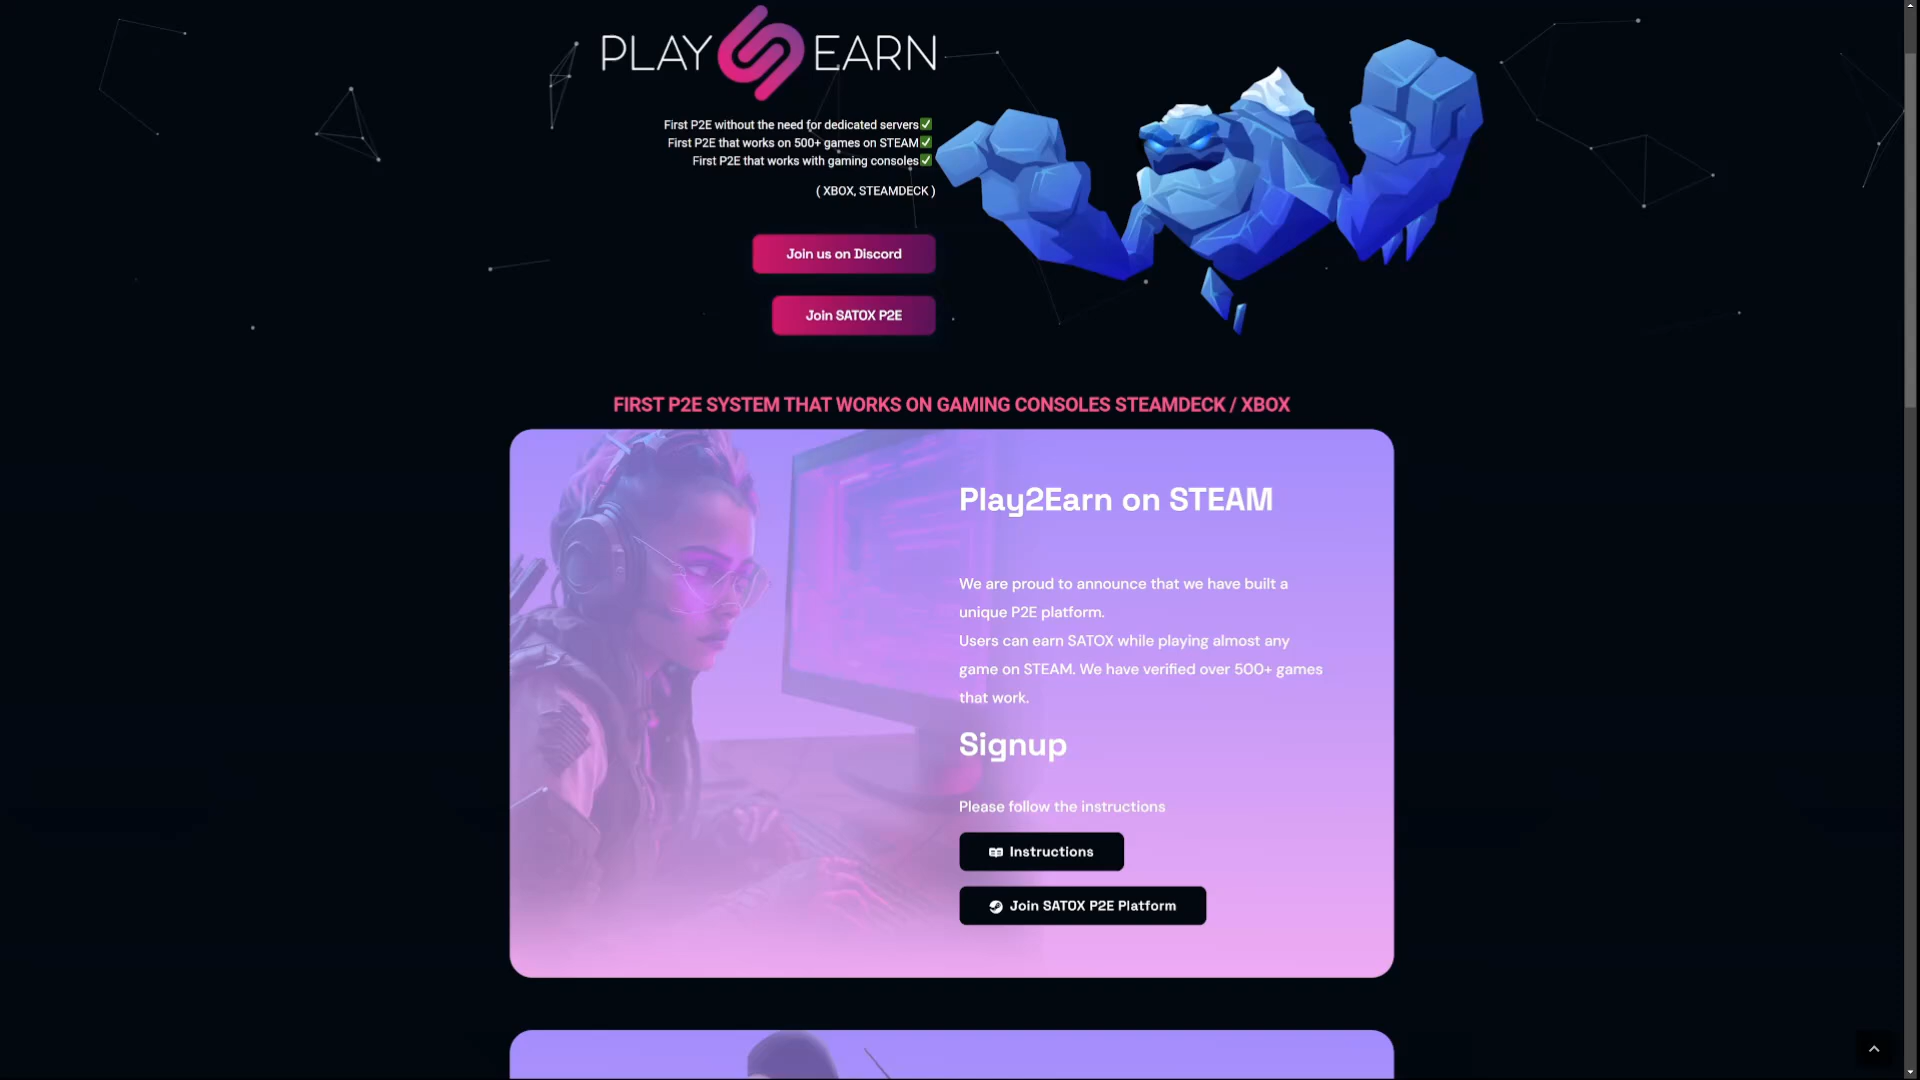 PLAY EARN
First P2E without the need for dedicated servers✅
First P2E that works on 500+ games on STEAM✅
First P2E that works with gaming consoles✅
( XBOX, STEAMDECK )
Join us on Discord
Join SATOX P2E
FIRST P2E SYSTEM THAT WORKS ON GAMING CONSOLES STEAMDECK / XBOX
Play2Earn on STEAM
We are proud to announce that we have built a
unique P2E platform.
Users can earn SATOX while playing almost any
game on STEAM. We have verified over 500+ games
that work.
Signup
Please follow the instructions
Instructions
Join SATOX P2E Platform